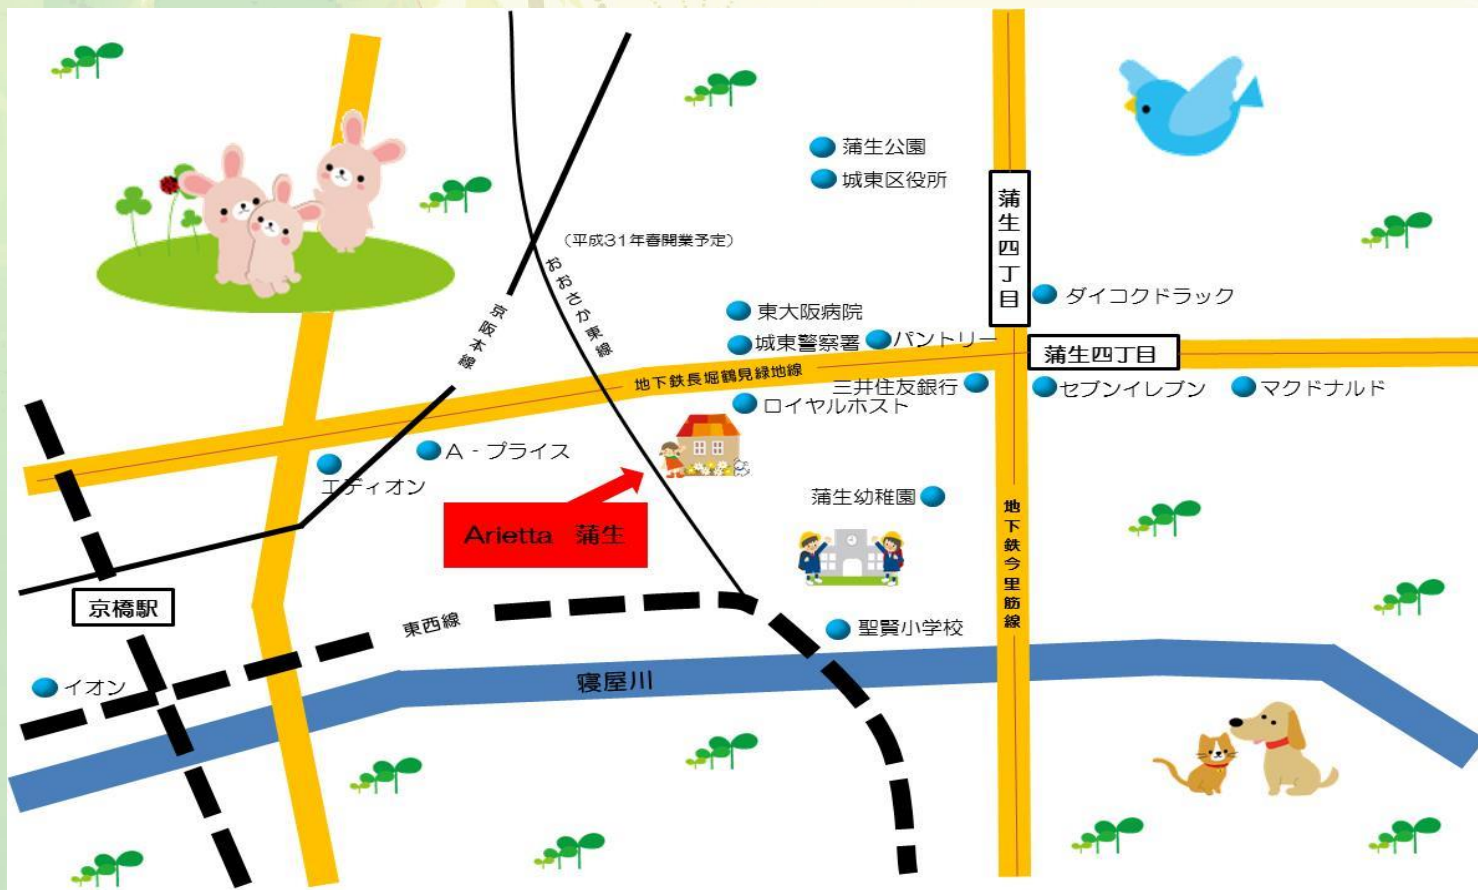 蒲生公園
城東区役所
蒲生四丁目
(平成31年春開業予定)
おおさか東線
京阪本線
ダイコクドラック
東大阪病院
城東警察署
パントリー
蒲生四丁目
地下鉄長堀鶴見緑地線
三井住友銀行
セブンイレブン
マクドナルド
ロイヤルホスト
A - プライス
エディオン
蒲生幼稚園
Arietta 蒲生
地下鉄今里筋線
京橋駅
東西線
聖賢小学校
イオン
寝屋川